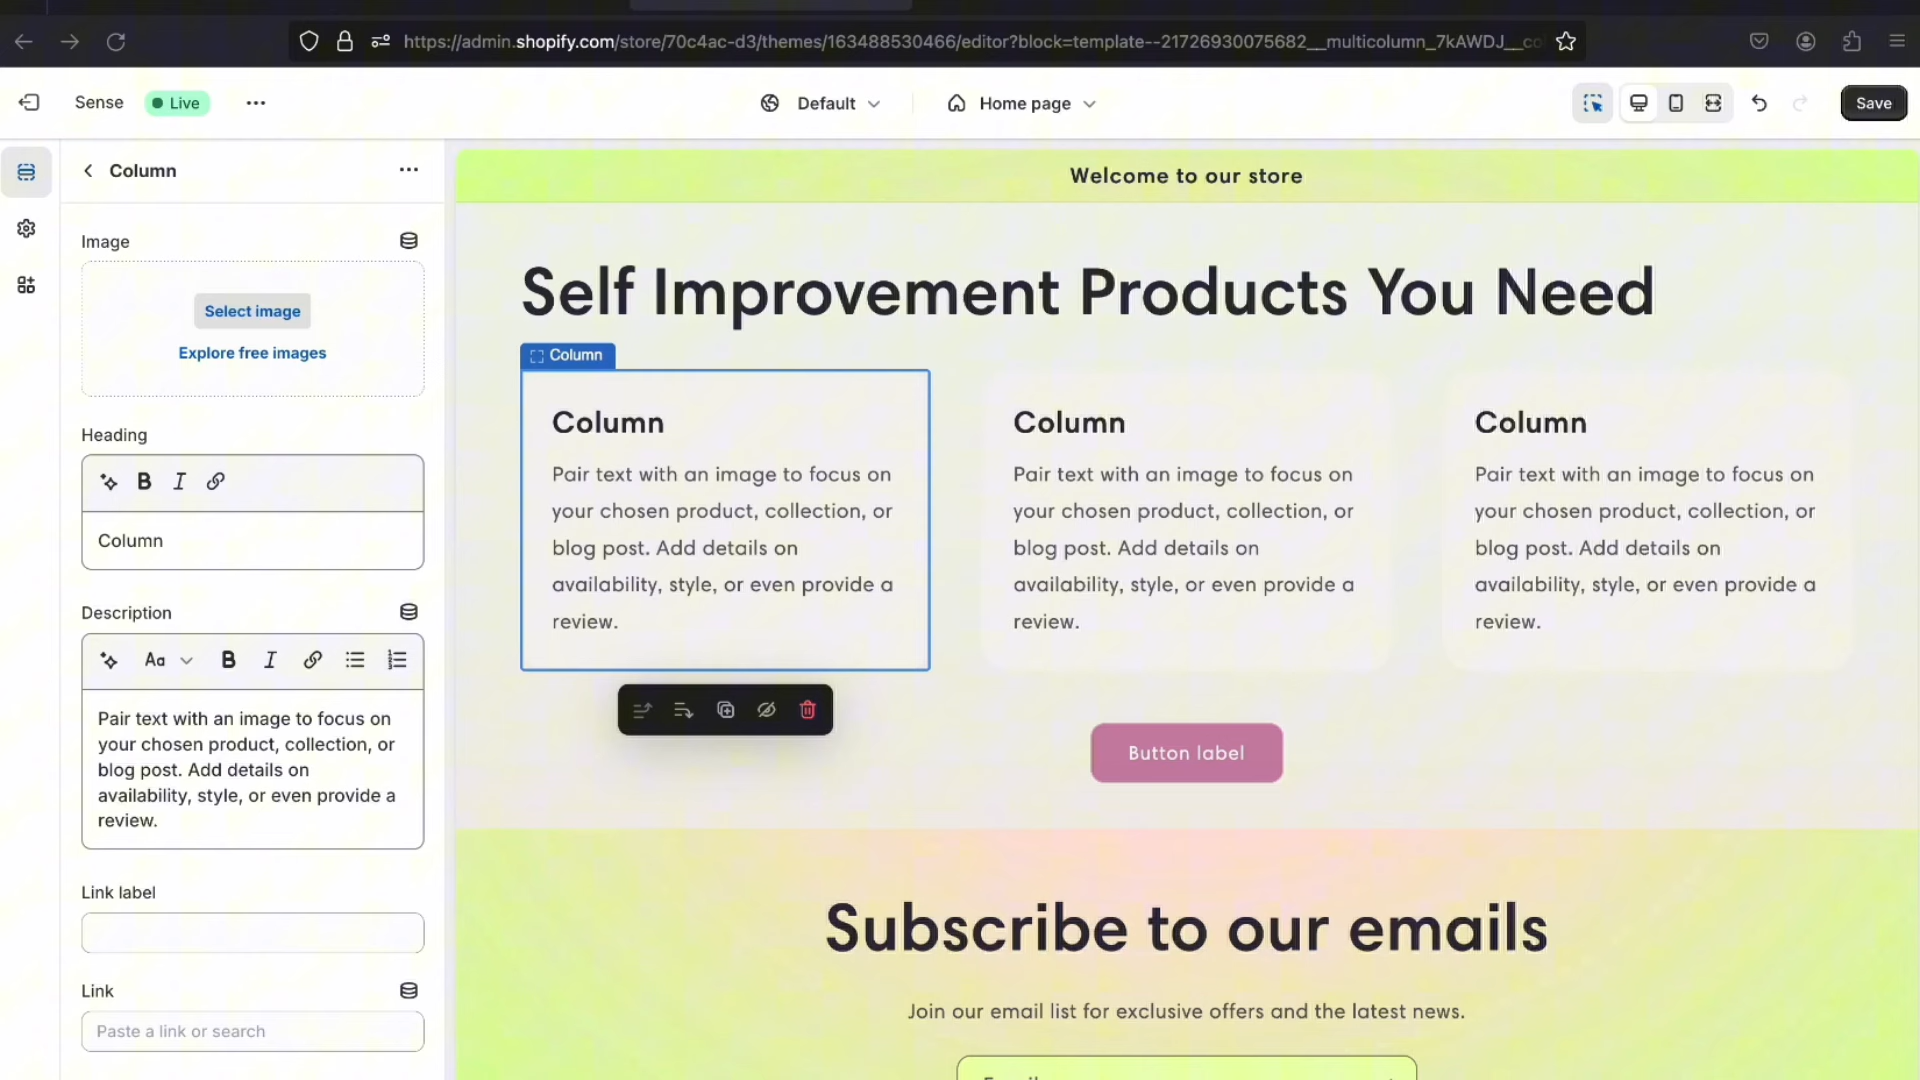 https://admin.shopify.com/store/70c4ac-d3/themes/163488530466/editor?block=template--21726930075682__multicolumn_7kAWDJ__co
Sense
Live
Default
Home page
Save
Column
Image
Select image
Explore free images
Heading
B I
Column
Description
Aa B I
Pair text with an image to focus on
your chosen product, collection, or
blog post. Add details on
availability, style, or even provide a
review.
Link label
Link
Paste a link or search
Welcome to our store
Self Improvement Products You Need
Column
Column
Pair text with an image to focus on
your chosen product, collection, or
blog post. Add details on
availability, style, or even provide a
review.
Column
Pair text with an image to focus on
your chosen product, collection, or
blog post. Add details on
availability, style, or even provide a
review.
Column
Pair text with an image to focus on
your chosen product, collection, or
blog post. Add details on
availability, style, or even provide a
review.
Button label
Subscribe to our emails
Join our email list for exclusive offers and the latest news.